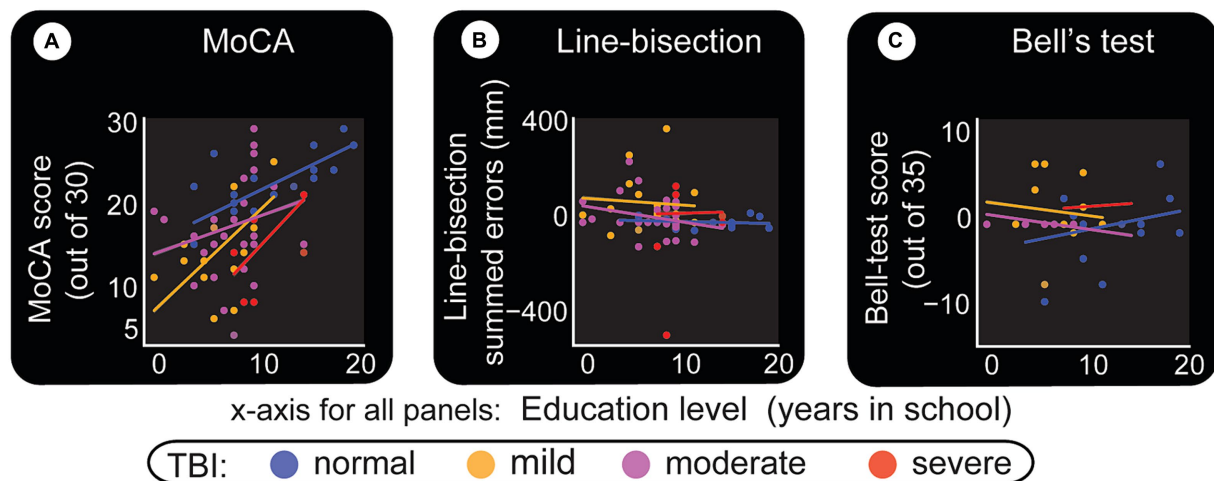 A MoCA
MoCA score
(out of 30)
30
20
10
5
0 10 20
B Line-bisection
Line-bisection
summed errors (mm)
400
0
−400
0 10 20
C Bell's test
Bell-test score
(out of 35)
10
0
−10
0 10 20
x-axis for all panels: Education level (years in school)
TBI: normal mild moderate severe